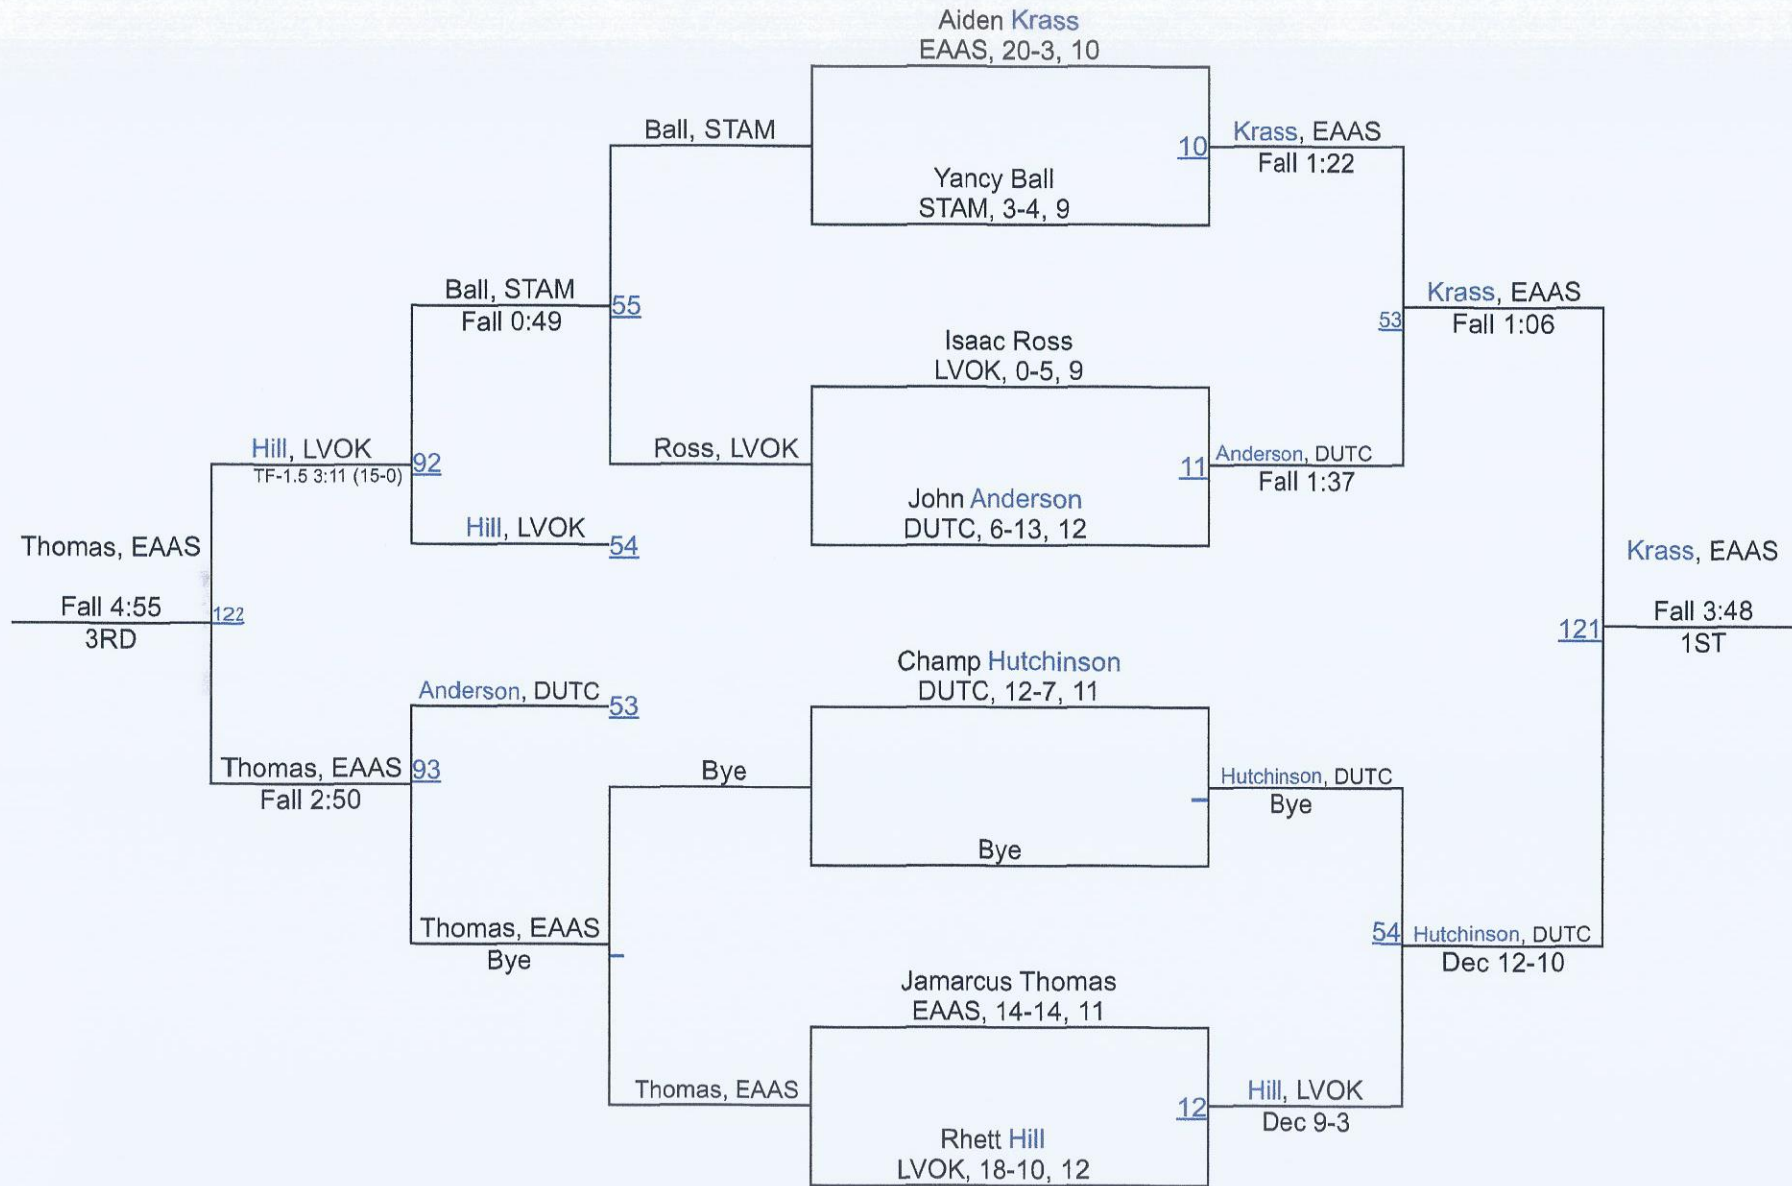 Aiden Krass
EAAS, 20-3, 10
Ball, STAM
10
Krass, EAAS
Fall 1:22
Yancy Ball
STAM, 3-4, 9
Ball, STAM
Fall 0:49
55
Krass, EAAS
Fall 1:06
53
Isaac Ross
LVOK, 0-5, 9
Hill, LVOK
TF-1.5 3:11 (15-0)
92
Ross, LVOK
11
Anderson, DUTC
Fall 1:37
John Anderson
DUTC, 6-13, 12
Hill, LVOK
54
Thomas, EAAS
Fall 4:55
3RD
122
Krass, EAAS
Fall 3:48
1ST
121
Champ Hutchinson
DUTC, 12-7, 11
Anderson, DUTC
53
Thomas, EAAS
Fall 2:50
93
Bye
Hutchinson, DUTC
Bye
Bye
Thomas, EAAS
Bye
54
Hutchinson, DUTC
Dec 12-10
Jamarcus Thomas
EAAS, 14-14, 11
Thomas, EAAS
12
Hill, LVOK
Dec 9-3
Rhett Hill
LVOK, 18-10, 12